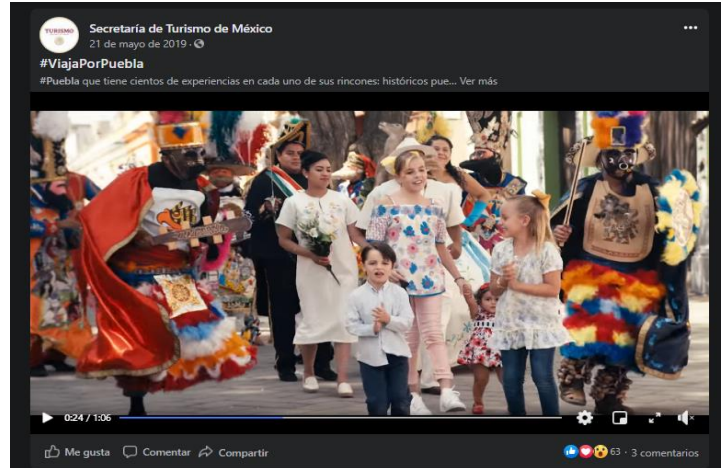 TURISMO
Secretaría de Turismo de México
21 de mayo de 2019 ·
#ViajaPorPuebla
#Puebla que tiene cientos de experiencias en cada uno de sus rincones: históricos pue... Ver más
0:24 / 1:06
Me gusta Comentar Compartir
63 · 3 comentarios